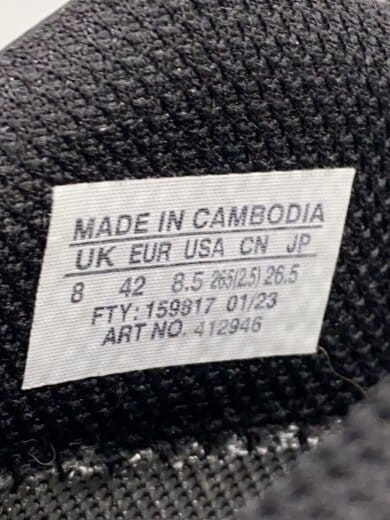 MADE IN CAMBODIA
UK EUR USA CN JP
8 42 8.5 265(2.5) 26.5
FTY: 159817 01/23
ART NO. 412946